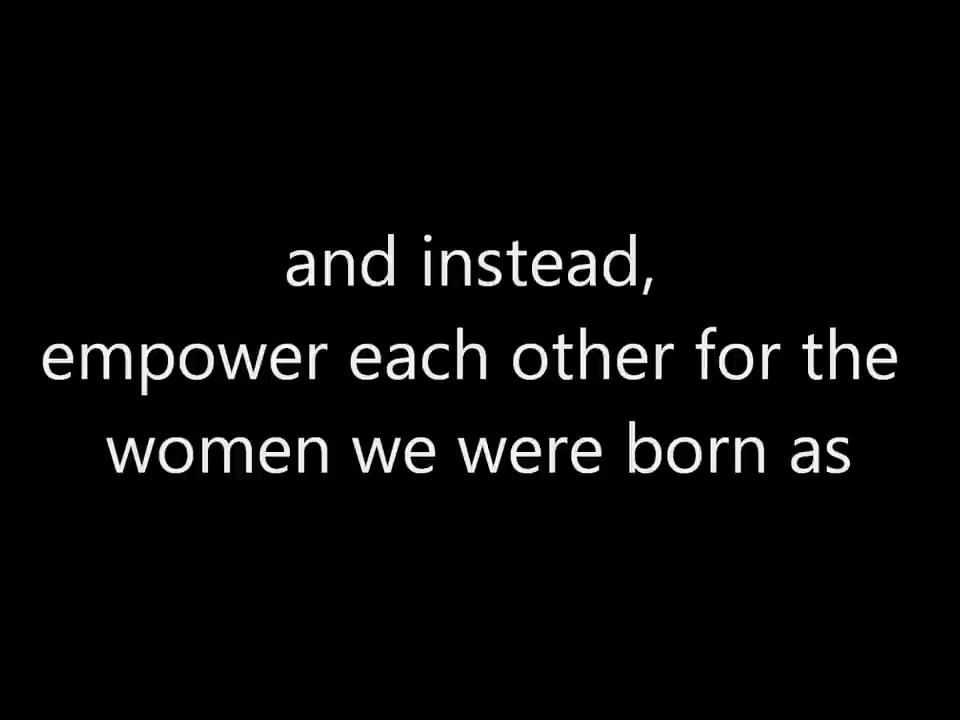 and instead,
empower each other for the
women we were born as